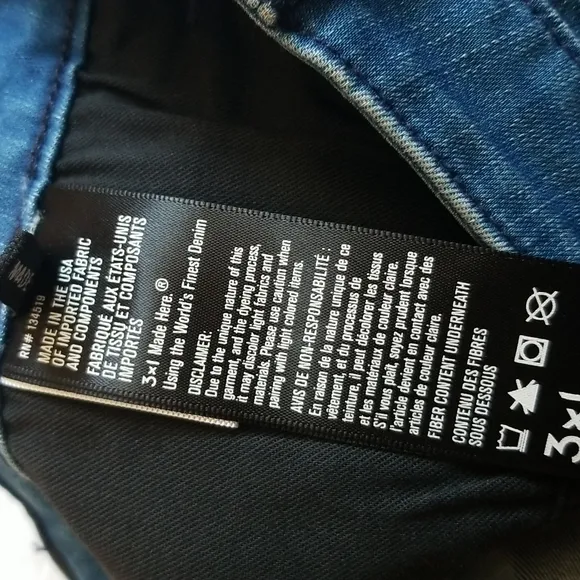 RN# 134519
MADE IN THE USA
OF IMPORTED FABRIC
AND COMPONENTS
FABRIQUÉ AUX ÉTATS-UNIS
DE TISSU ET COMPOSANTS
IMPORTÉS
3x1 Made Here.®
Using the World's Finest Denim
DISCLAIMER:
Due to the unique nature of this
garment, and the dyeing process,
it may discolor light fabrics and
materials. Please use caution when
pairing with light colored items.
AVIS DE NON-RESPONSABILITÉ :
En raison de la nature unique de ce
vêtement, et du processus de
teinture, il peut décolorer les tissus
et les matériaux de couleur claire.
S'il vous plaît, soyez prudent lorsque
l'article devient en contact avec des
articles de couleur claire.
FIBER CONTENT UNDERNEATH
CONTENU DES FIBRES
SOUS DESSOUS
3x1